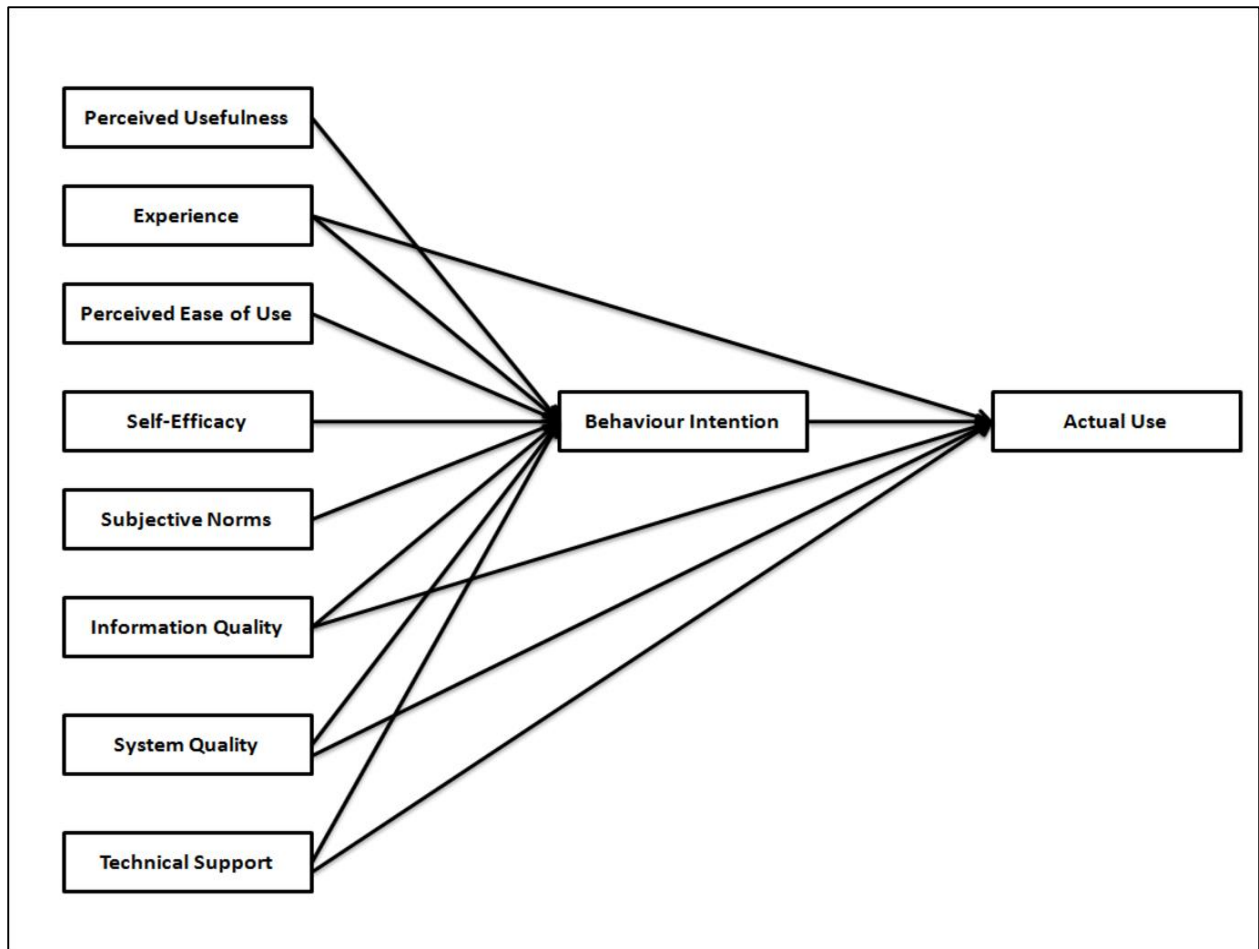 Perceived Usefulness
Experience
Perceived Ease of Use
Self-Efficacy
Behaviour Intention
Actual Use
Subjective Norms
Information Quality
System Quality
Technical Support